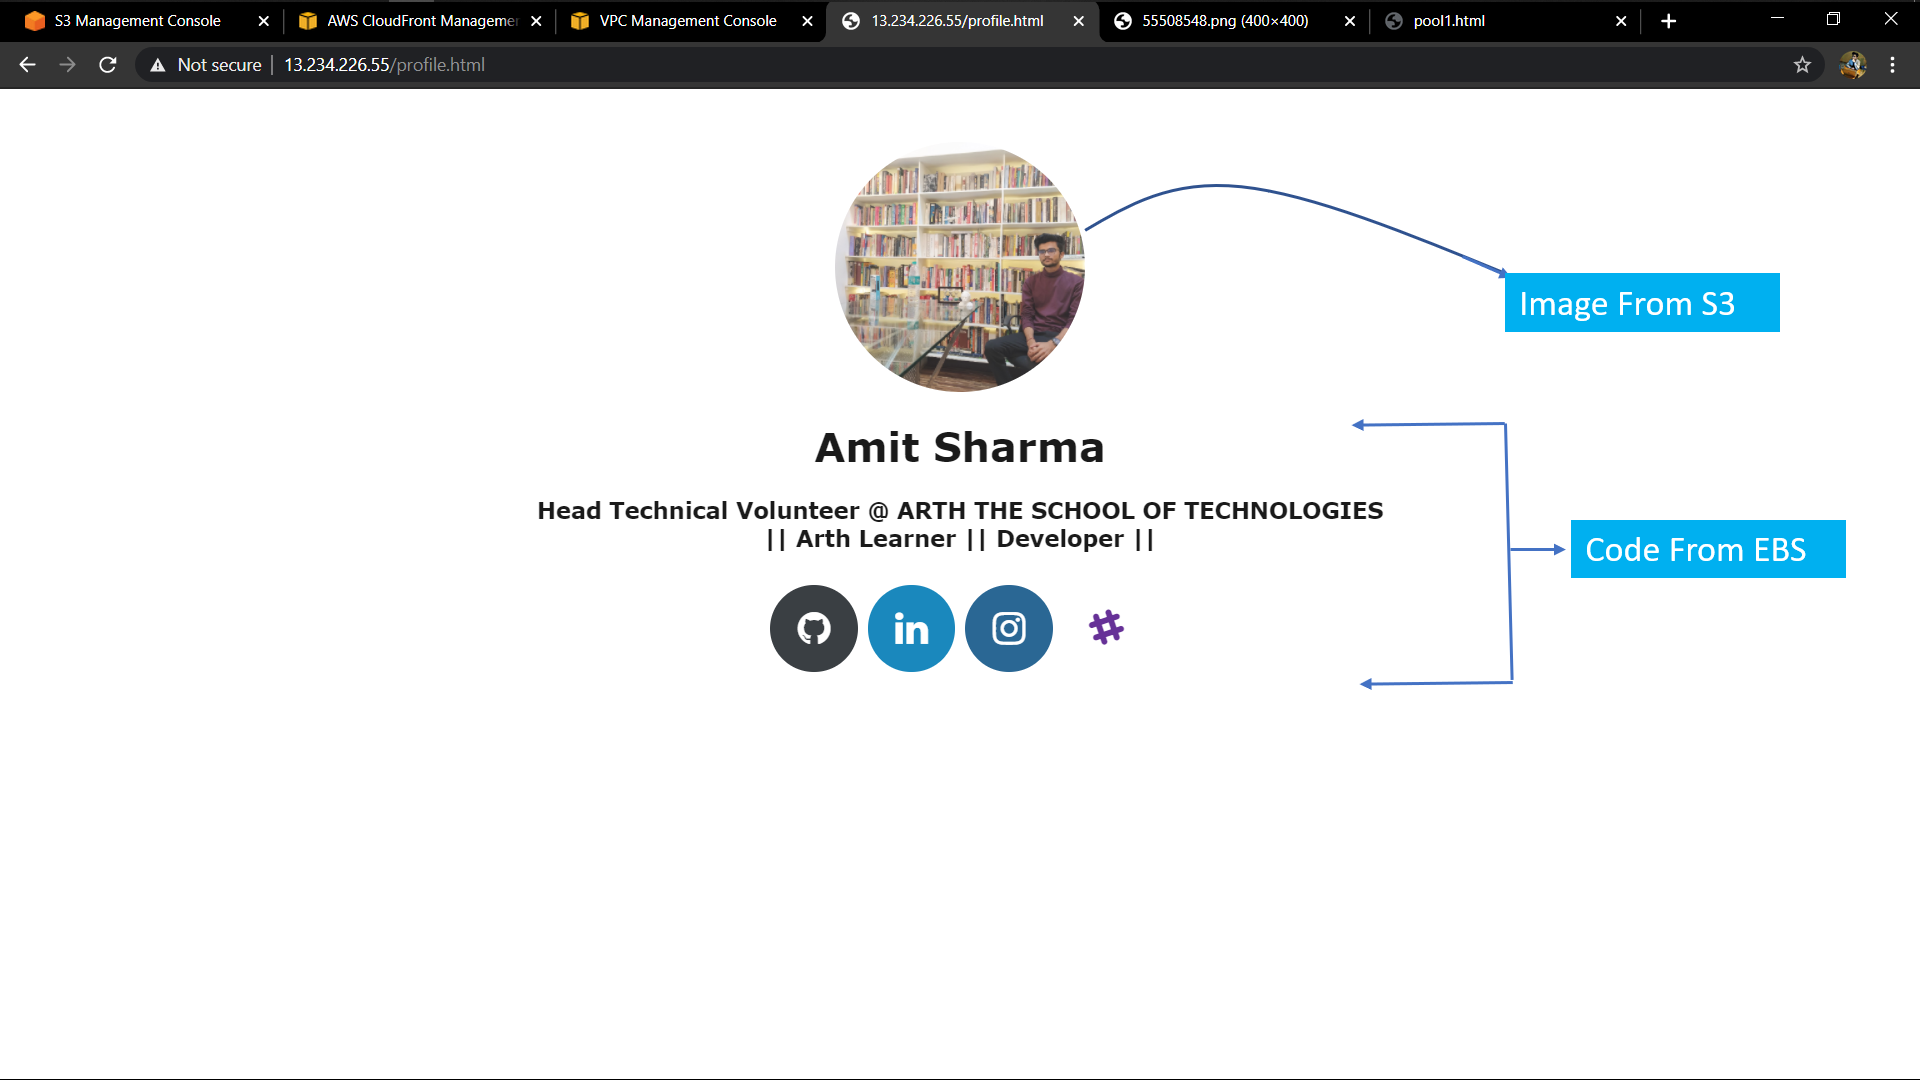 S3 Management Console
AWS CloudFront Manageme
VPC Management Console
13.234.226.55/profile.html
55508548.png (400×400)
pool1.html
Not secure
13.234.226.55/profile.html
Image From S3
Amit Sharma
Head Technical Volunteer @ ARTH THE SCHOOL OF TECHNOLOGIES
|| Arth Learner || Developer ||
Code From EBS
in